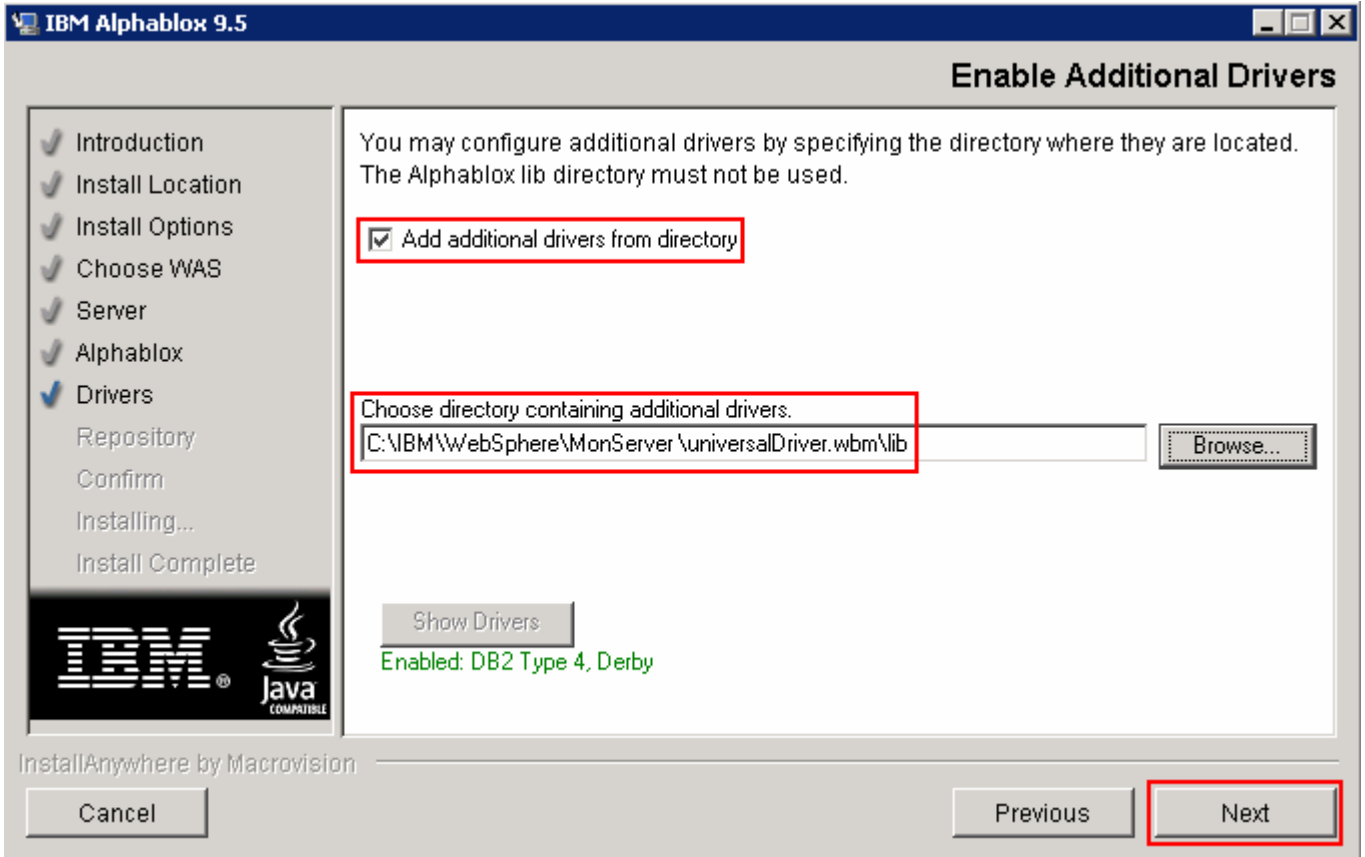 IBM Alphablox 9.5
Enable Additional Drivers
Introduction
Install Location
Install Options
Choose WAS
Server
Alphablox
Drivers
Repository
Confirm
Installing...
Install Complete
IBM®
Java
COMPATIBLE
You may configure additional drivers by specifying the directory where they are located.
The Alphablox lib directory must not be used.
Add additional drivers from directory
Choose directory containing additional drivers.
C:\IBM\WebSphere\MonServer\universalDriver.wbm\lib
Browse...
Show Drivers
Enabled: DB2 Type 4, Derby
InstallAnywhere by Macrovision
Cancel
Previous
Next